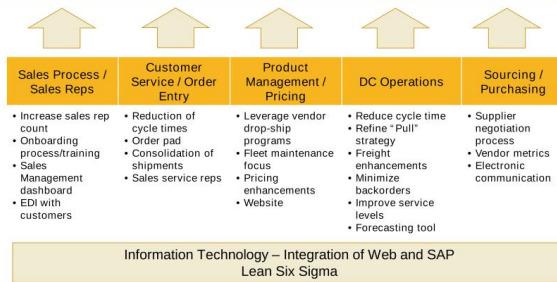 Sales Process /
Sales Reps
• Increase sales rep
count
• Onboarding
process/training
• Sales
Management
dashboard
• EDI with
customers
Customer
Service / Order
Entry
• Reduction of
cycle times
• Order pad
• Consolidation of
shipments
• Sales service reps
Product
Management /
Pricing
• Leverage vendor
drop-ship
programs
• Fleet maintenance
focus
• Pricing
enhancements
• Website
DC Operations
• Reduce cycle time
• Refine “Pull”
strategy
• Freight
enhancements
• Minimize
backorders
• Improve service
levels
• Forecasting tool
Sourcing /
Purchasing
• Supplier
negotiation
process
• Vendor metrics
• Electronic
communication
Information Technology – Integration of Web and SAP
Lean Six Sigma